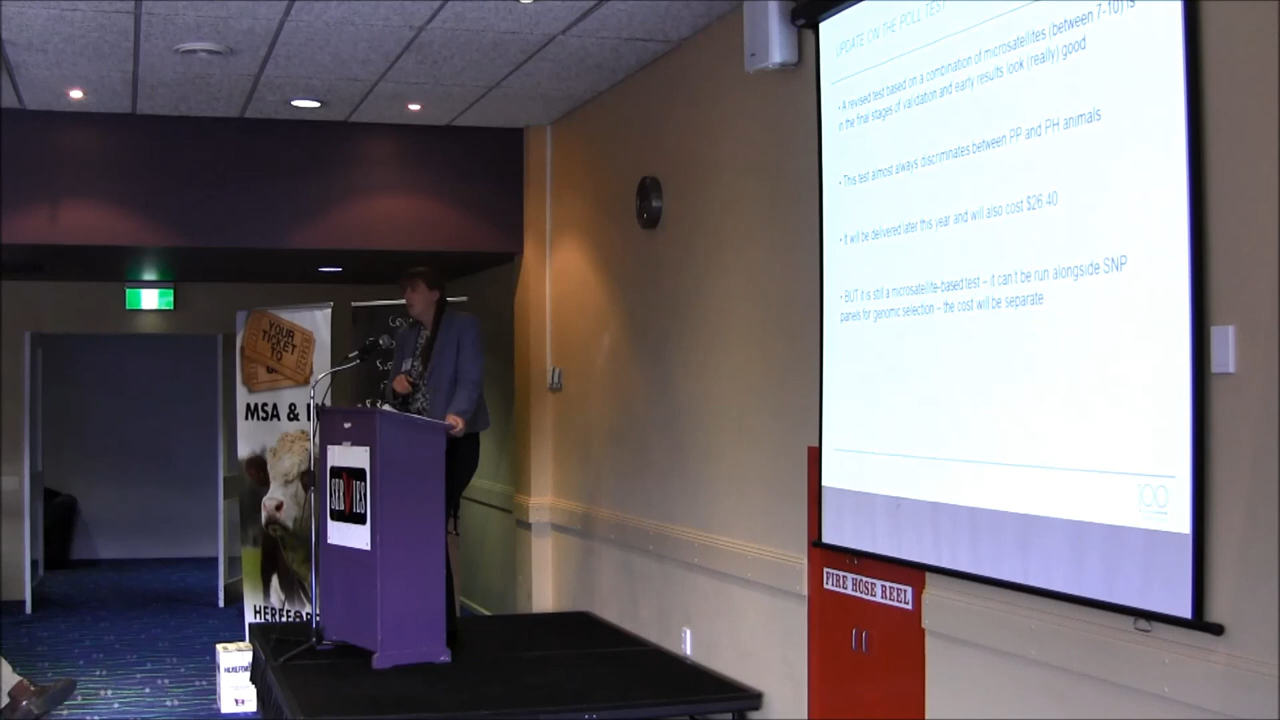 UPDATE ON THE POLL TEST
• A revised test based on a combination of microsatellites (between 7-10) is
in the final stages of validation and early results look (really) good
• This test almost always discriminates between PP and PH animals
• It will be delivered later this year and will also cost $26.40
• BUT it is still a microsatellite-based test – it can't be run alongside SNP
panels for genomic selection – the cost will be separate
100
YOUR
TICKET
TO
MSA &
SERVIES
FIRE HOSE REEL